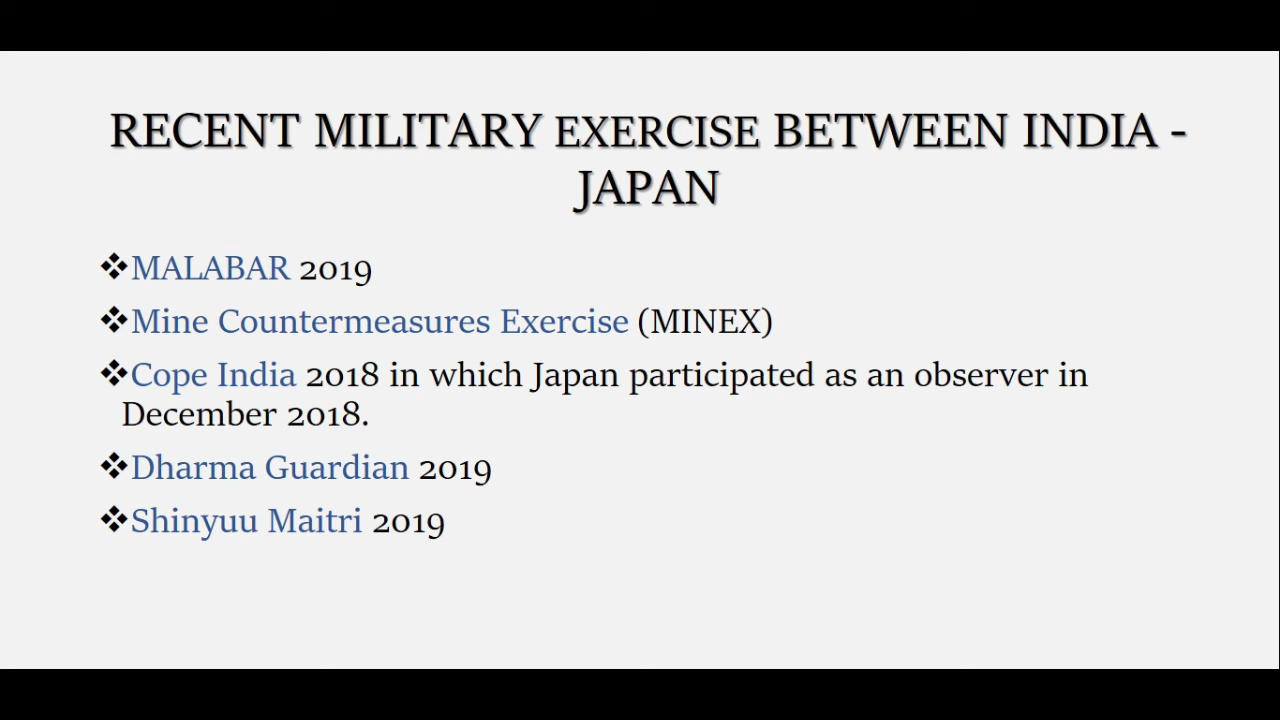 RECENT MILITARY EXERCISE BETWEEN INDIA -
JAPAN
❖MALABAR 2019
❖Mine Countermeasures Exercise (MINEX)
❖Cope India 2018 in which Japan participated as an observer in
December 2018.
❖Dharma Guardian 2019
❖Shinyuu Maitri 2019